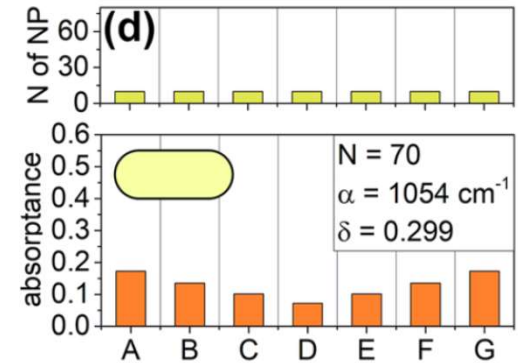 (d)
N of NP
60
30
0
absorptance
0.6
0.5
0.4
0.3
0.2
0.1
0.0
N = 70
α = 1054 cm⁻¹
δ = 0.299
A B C D E F G